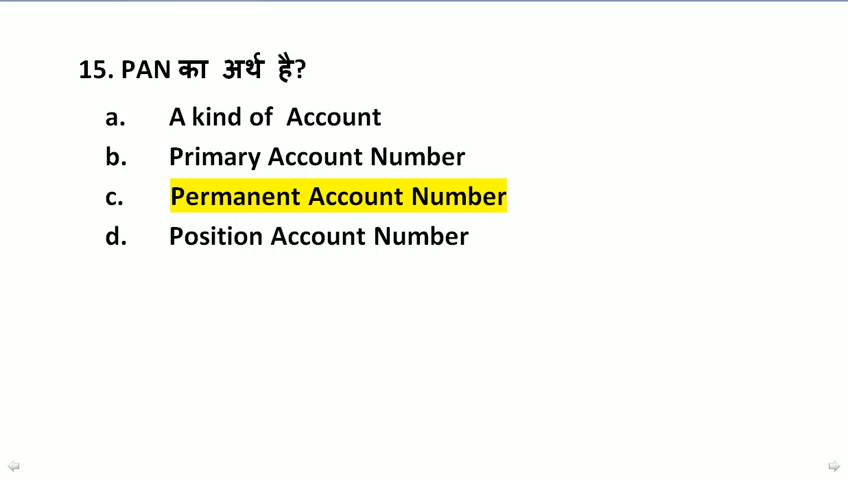 15. PAN का अर्थ है?
a. A kind of Account
b. Primary Account Number
c. Permanent Account Number
d. Position Account Number